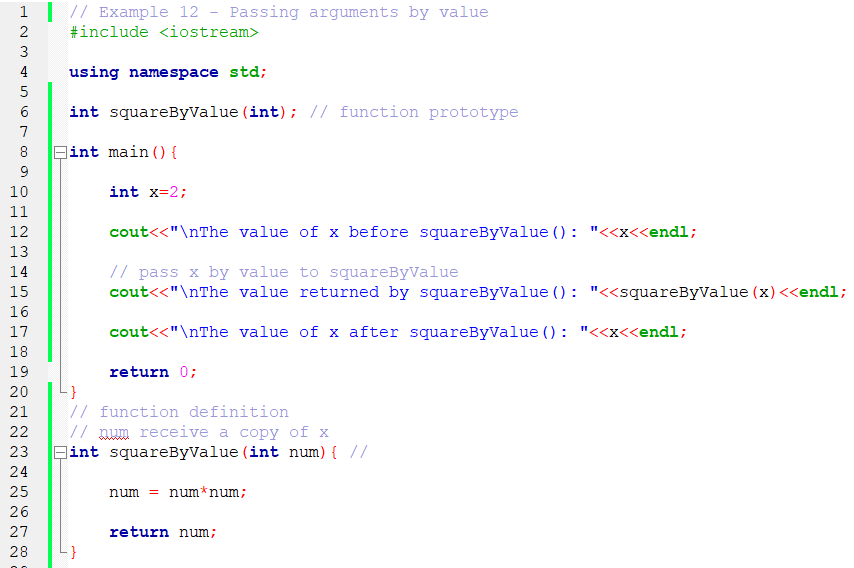 1 // Example 12 - Passing arguments by value
2 #include <iostream>
3
4 using namespace std;
5
6 int squareByValue(int); // function prototype
7
8 int main(){
9
10 int x=2;
11
12 cout<<"\nThe value of x before squareByValue(): "<<x<<endl;
13
14 // pass x by value to squareByValue
15 cout<<"\nThe value returned by squareByValue(): "<<squareByValue(x)<<endl;
16
17 cout<<"\nThe value of x after squareByValue(): "<<x<<endl;
18
19 return 0;
20 }
21 // function definition
22 // num receive a copy of x
23 int squareByValue(int num){ //
24
25 num = num*num;
26
27 return num;
28 }